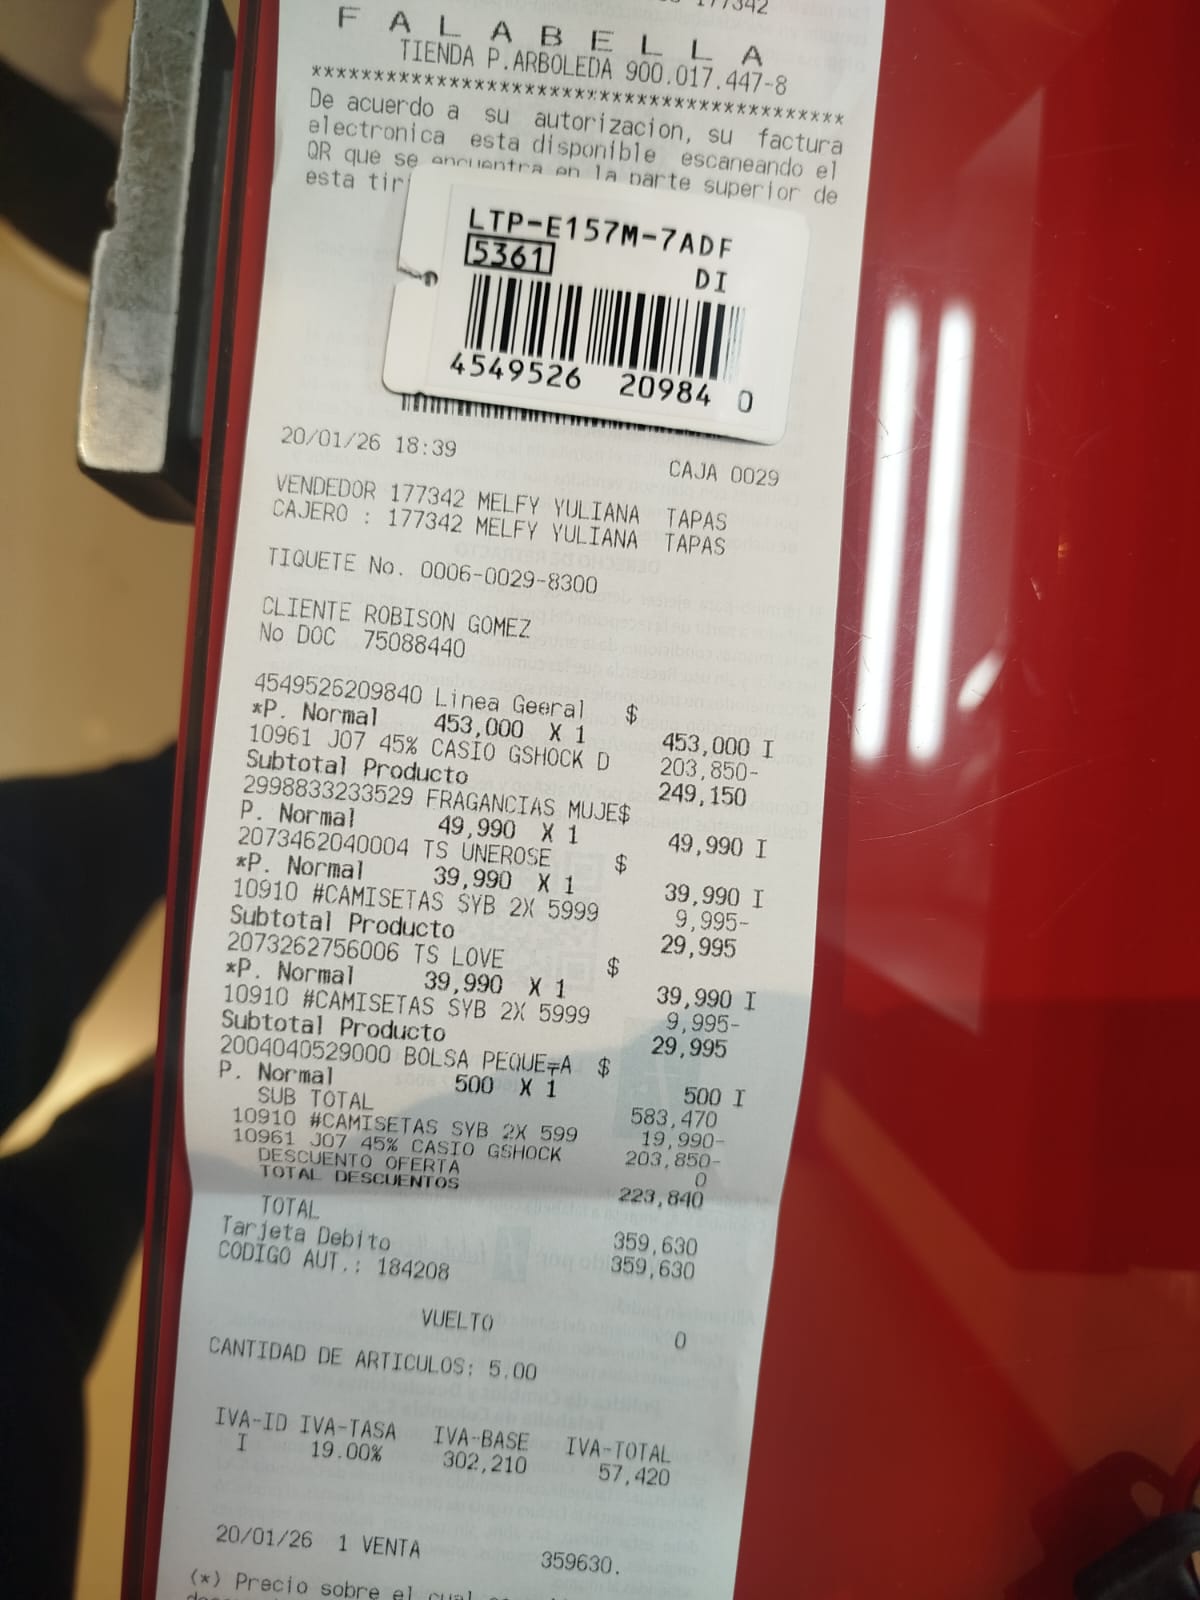 177342
F A L A B E L L A
TIENDA P.ARBOLEDA 900.017.447-8
*******************************************
De acuerdo a su autorizacion, su factura
electronica esta disponible escaneando el
QR que se encuentra en la parte superior de
esta
LTP-E157M-7ADF
5361 DI
4549526 20984 0
20/01/26 18:39 CAJA 0029
VENDEDOR 177342 MELFY YULIANA TAPAS
CAJERO : 177342 MELFY YULIANA TAPAS
TIQUETE No. 0006-0029-8300
CLIENTE ROBISON GOMEZ
No DOC 75088440
4549526209840 Linea Geeral $
*P. Normal 453,000 X 1 453,000 I
10961 J07 45% CASIO GSHOCK D 203,850-
Subtotal Producto 249,150
2998833233529 FRAGANCIAS MUJE$
P. Normal 49,990 X 1 49,990 I
2073462040004 TS UNEROSE $
*P. Normal 39,990 X 1 39,990 I
10910 #CAMISETAS SYB 2X 5999 9,995-
Subtotal Producto 29,995
2073262756006 TS LOVE $
*P. Normal 39,990 X 1 39,990 I
10910 #CAMISETAS SYB 2X 5999 9,995-
Subtotal Producto 29,995
2004040529000 BOLSA PEQUE╤A $
P. Normal 500 X 1 500 I
SUB TOTAL 583,470
10910 #CAMISETAS SYB 2X 599 19,990-
10961 J07 45% CASIO GSHOCK 203,850-
DESCUENTO OFERTA 0
TOTAL DESCUENTOS 223,840
TOTAL 359,630
Tarjeta Debito 359,630
CODIGO AUT.: 184208
VUELTO 0
CANTIDAD DE ARTICULOS: 5.00
IVA-ID IVA-TASA IVA-BASE IVA-TOTAL
I 19.00% 302,210 57,420
20/01/26 1 VENTA 359630.
(*) Precio sobre el cual